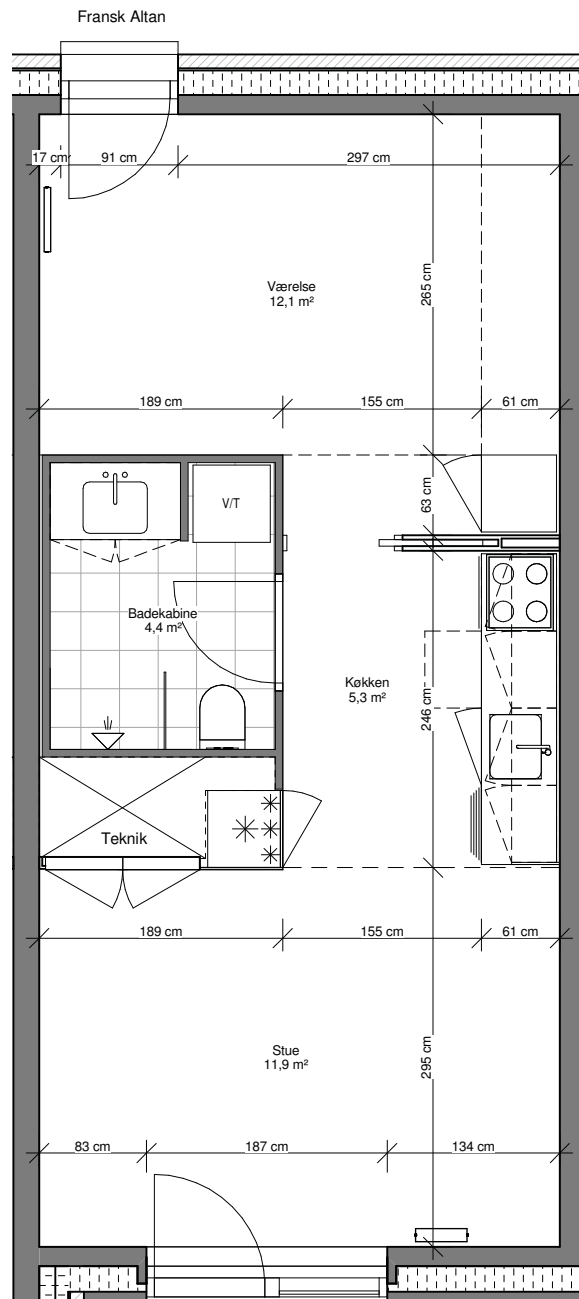 Fransk Altan
17 cm
91 cm
297 cm
265 cm
Værelse
12,1 m²
189 cm
155 cm
61 cm
63 cm
V/T
Badekabine
4,4 m²
Køkken
5,3 m²
246 cm
Teknik
189 cm
155 cm
61 cm
Stue
11,9 m²
295 cm
83 cm
187 cm
134 cm